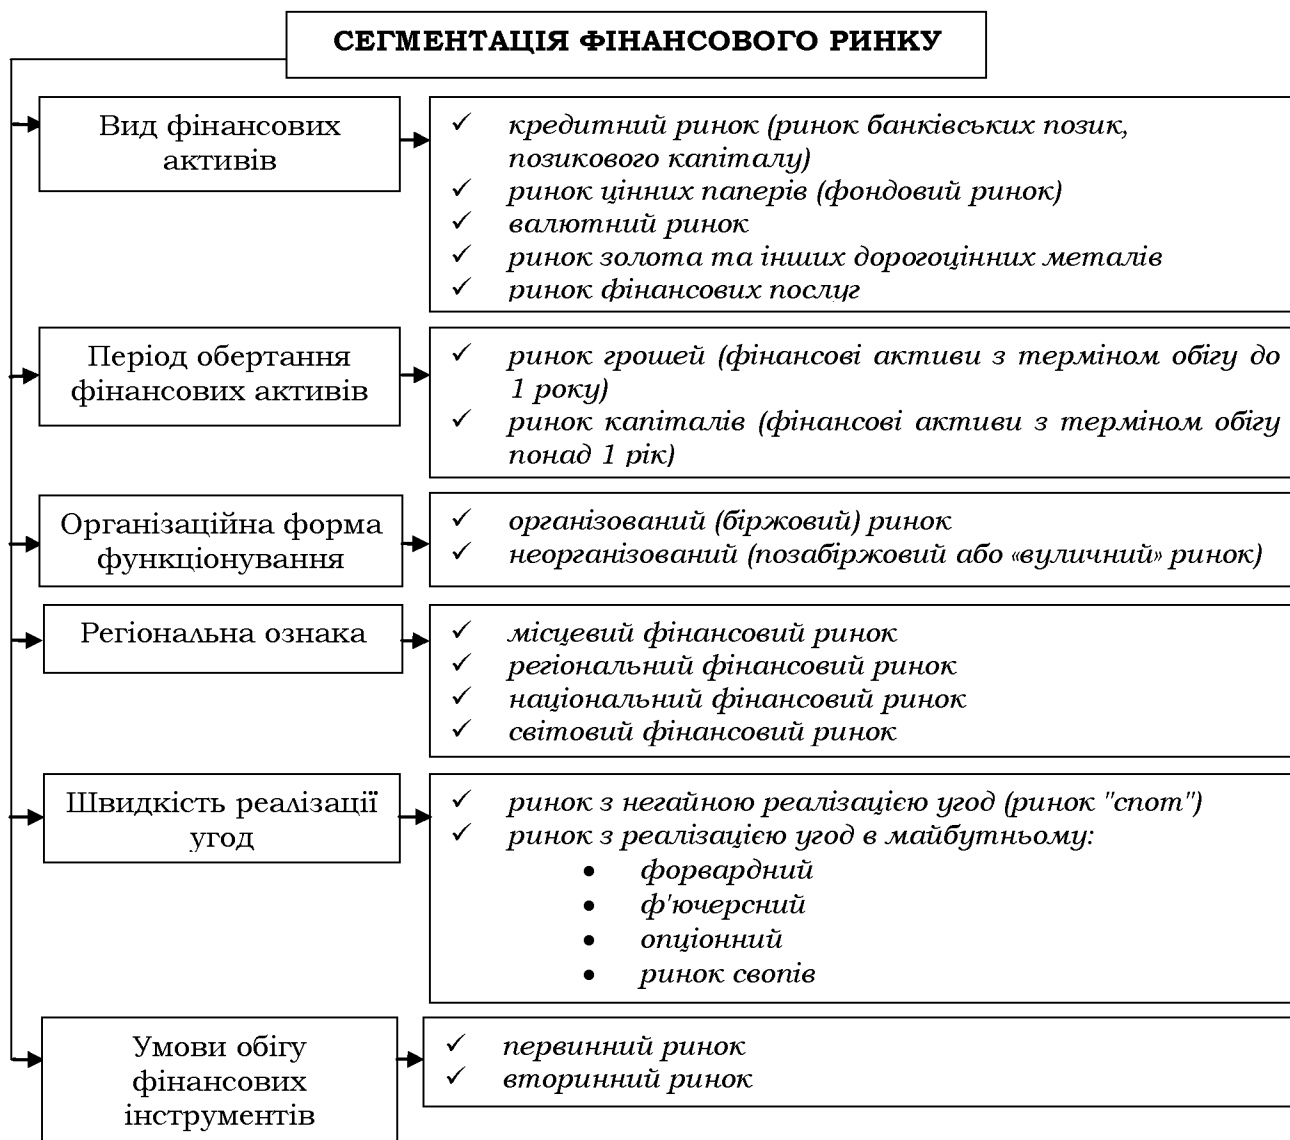 СЕГМЕНТАЦІЯ ФІНАНСОВОГО РИНКУ
Вид фінансових
активів
кредитний ринок (ринок банківських позик,
позикового капіталу)
ринок цінних паперів (фондовий ринок)
валютний ринок
ринок золота та інших дорогоцінних металів
ринок фінансових послуг
Період обертання
фінансових активів
ринок грошей (фінансові активи з терміном обігу до
1 року)
ринок капіталів (фінансові активи з терміном обігу
понад 1 рік)
Організаційна форма
функціонування
організований (біржовий) ринок
неорганізований (позабіржовий або «вуличний» ринок)
Регіональна ознака
місцевий фінансовий ринок
регіональний фінансовий ринок
національний фінансовий ринок
світовий фінансовий ринок
Швидкість реалізації
угод
ринок з негайною реалізацією угод (ринок "спот")
ринок з реалізацією угод в майбутньому:
форвардний
ф'ючерсний
опціонний
ринок свопів
Умови обігу
фінансових
інструментів
первинний ринок
вторинний ринок